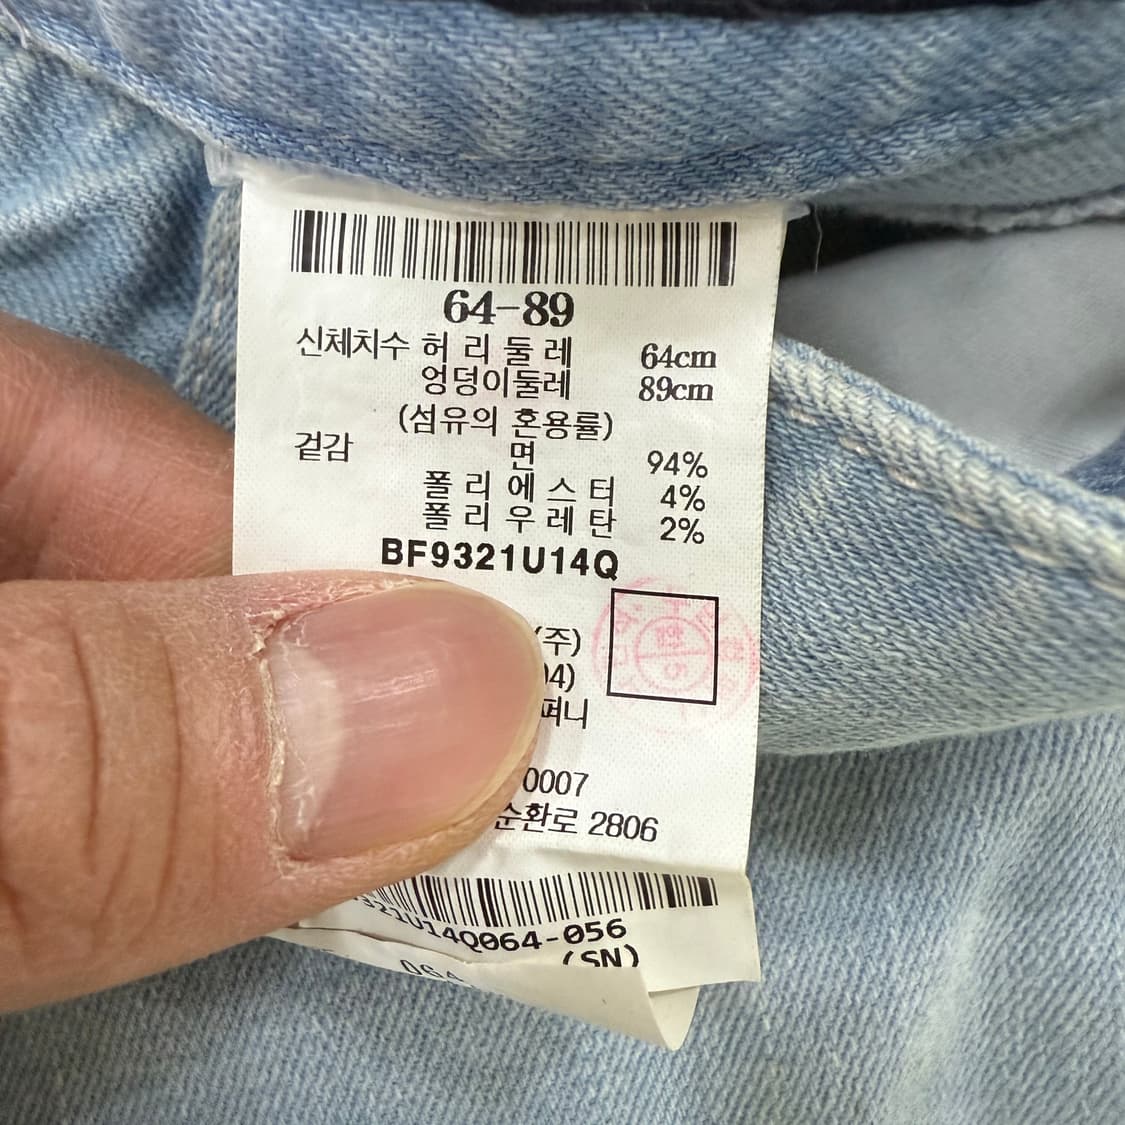 64-89
신체치수 허 리 둘 레 64cm
엉덩이둘레 89cm
(섬유의 혼용률)
겉감 면 94%
폴 리 에 스 터 4%
폴 리 우 레 탄 2%
BF9321U14Q
(주)
04)
퍼니
0007
순환로 2806
321U14Q064-056
(SN)
064